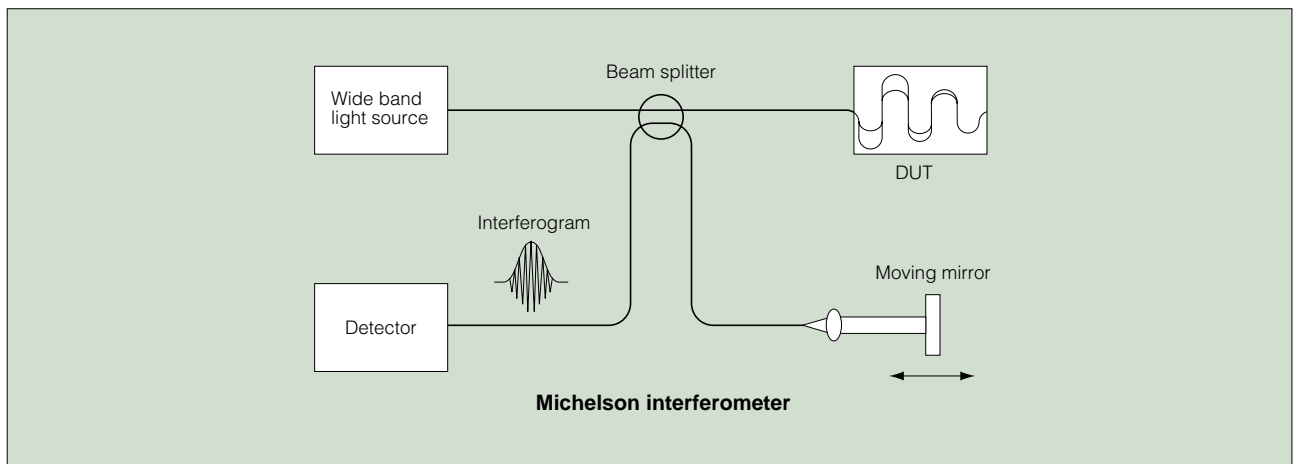 Beam splitter
Wide band
light source
DUT
Interferogram
Moving mirror
Detector
Michelson interferometer